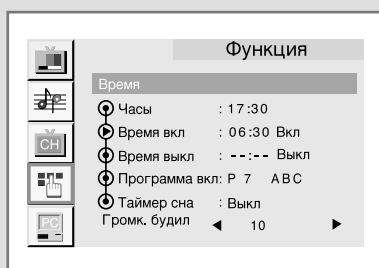 Функция
Время
Часы : 17:30
Время вкл : 06:30 Вкл
Время выкл : --:-- Выкл
Программа вкл: P 7 ABC
Таймер сна : Выкл
Громк. будил ◀ 10 ▶
CH
PC